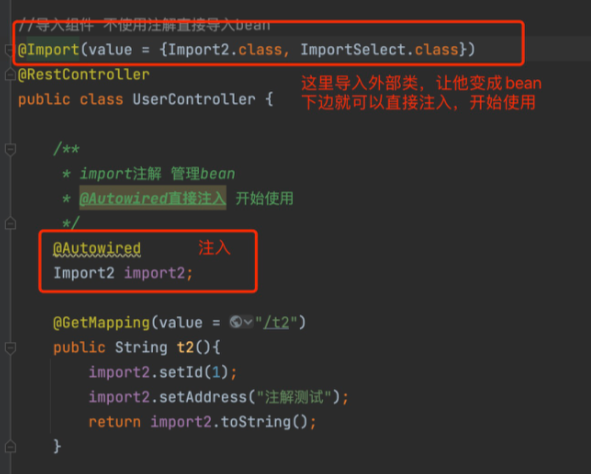 //导入组件 不使用注解直接导入bean
@Import(value = {Import2.class, ImportSelect.class})
@RestController
这里导入外部类，让他变成bean
public class UserController {
下边就可以直接注入，开始使用
/**
* import注解 管理bean
* @Autowired直接注入 开始使用
*/
@Autowired
注入
Import2 import2;
@GetMapping(value = "/t2")
public String t2(){
import2.setId(1);
import2.setAddress("注解测试");
return import2.toString();
}